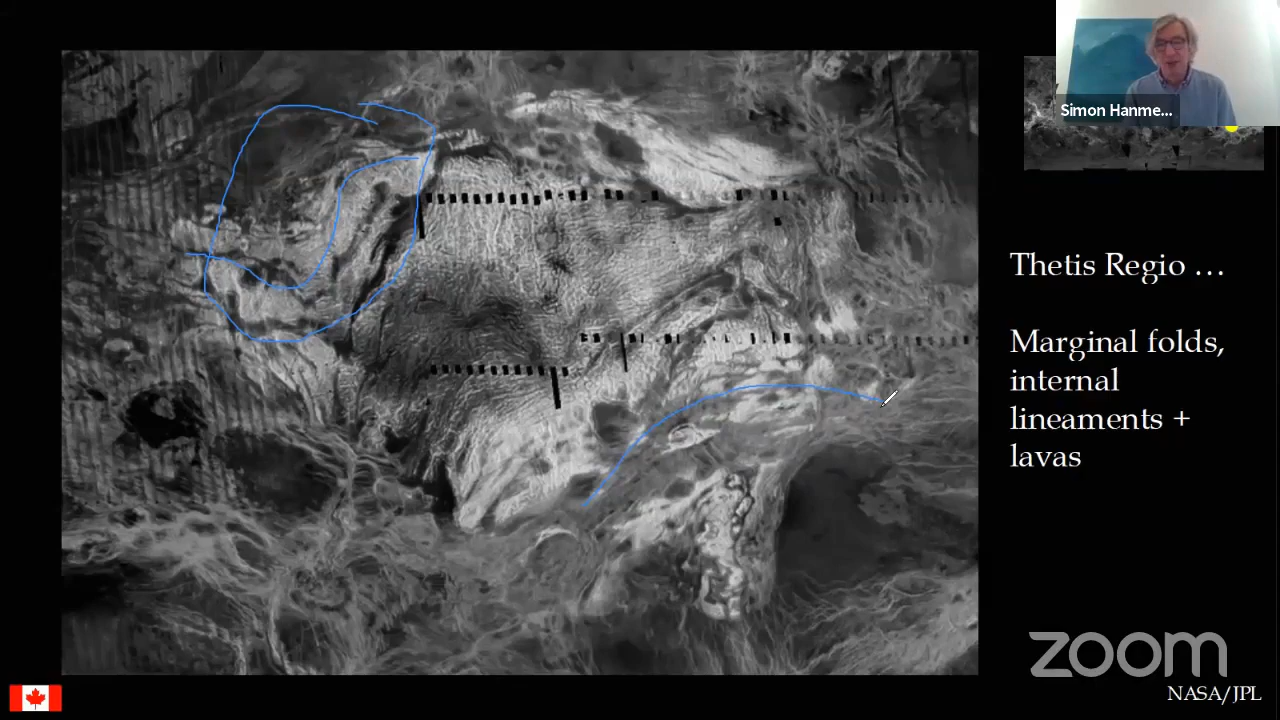 Simon Hanme...
Thetis Regio ...
Marginal folds,
internal
lineaments +
lavas
zoom
NASA/JPL